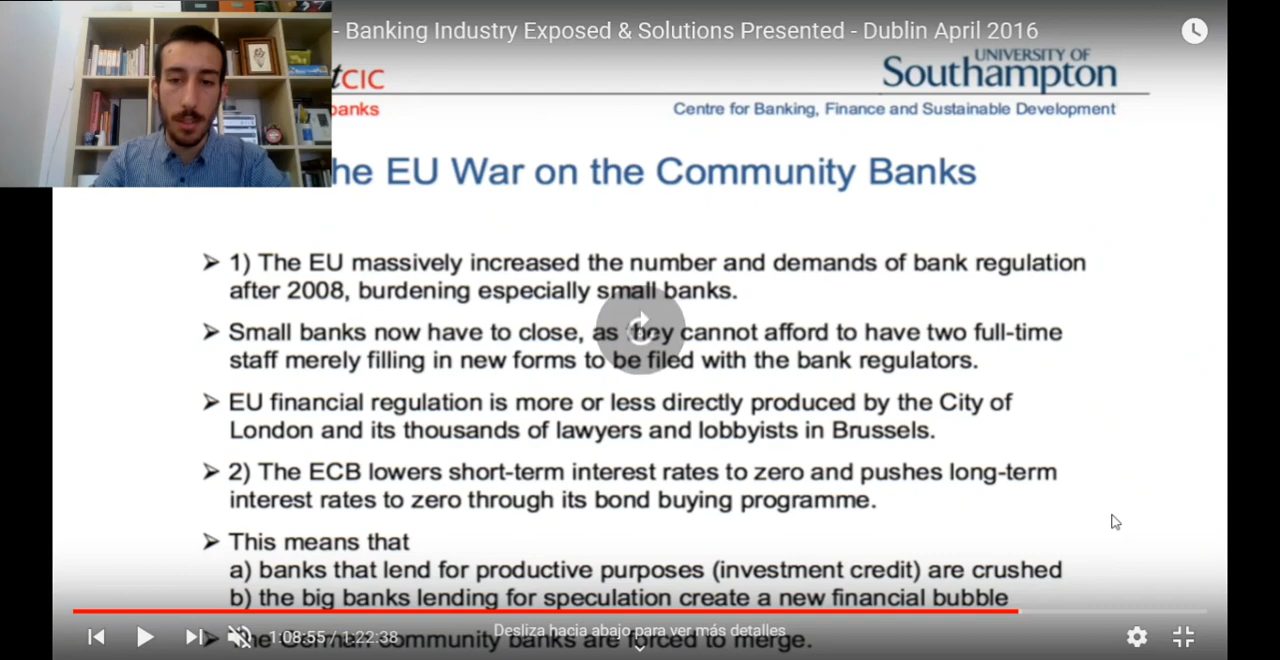 - Banking Industry Exposed & Solutions Presented - Dublin April 2016
UNIVERSITY OF
Southampton
tCIC
banks
Centre for Banking, Finance and Sustainable Development
he EU War on the Community Banks
➢ 1) The EU massively increased the number and demands of bank regulation
after 2008, burdening especially small banks.
➢ Small banks now have to close, as they cannot afford to have two full-time
staff merely filling in new forms to be filed with the bank regulators.
➢ EU financial regulation is more or less directly produced by the City of
London and its thousands of lawyers and lobbyists in Brussels.
➢ 2) The ECB lowers short-term interest rates to zero and pushes long-term
interest rates to zero through its bond buying programme.
➢ This means that
a) banks that lend for productive purposes (investment credit) are crushed
b) the big banks lending for speculation create a new financial bubble
➢ The German community banks are forced to merge.
1:08:55 / 1:22:38
Desliza hacia abajo para ver más detalles